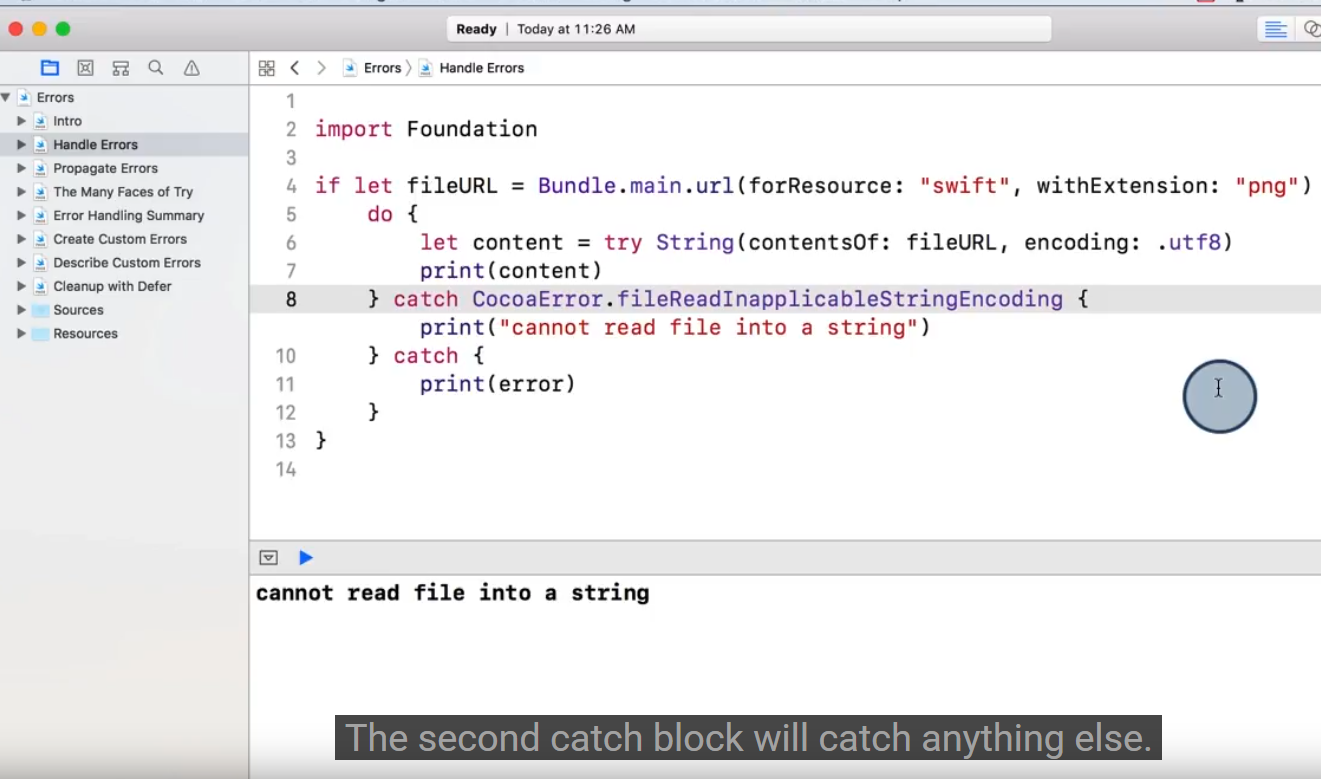 Ready | Today at 11:26 AM
Errors 〉 Handle Errors
Errors
Intro
Handle Errors
Propagate Errors
The Many Faces of Try
Error Handling Summary
Create Custom Errors
Describe Custom Errors
Cleanup with Defer
Sources
Resources
1
2 import Foundation
3
4 if let fileURL = Bundle.main.url(forResource: "swift", withExtension: "png")
5 do {
6 let content = try String(contentsOf: fileURL, encoding: .utf8)
7 print(content)
8 } catch CocoaError.fileReadInapplicableStringEncoding {
print("cannot read file into a string")
10 } catch {
11 print(error)
12 }
13 }
14
cannot read file into a string
The second catch block will catch anything else.